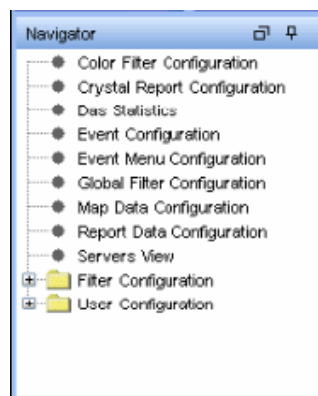 Navigator
Color Filter Configuration
Crystal Report Configuration
Das Statistics
Event Configuration
Event Menu Configuration
Global Filter Configuration
Map Data Configuration
Report Data Configuration
Servers View
Filter Configuration
User Configuration